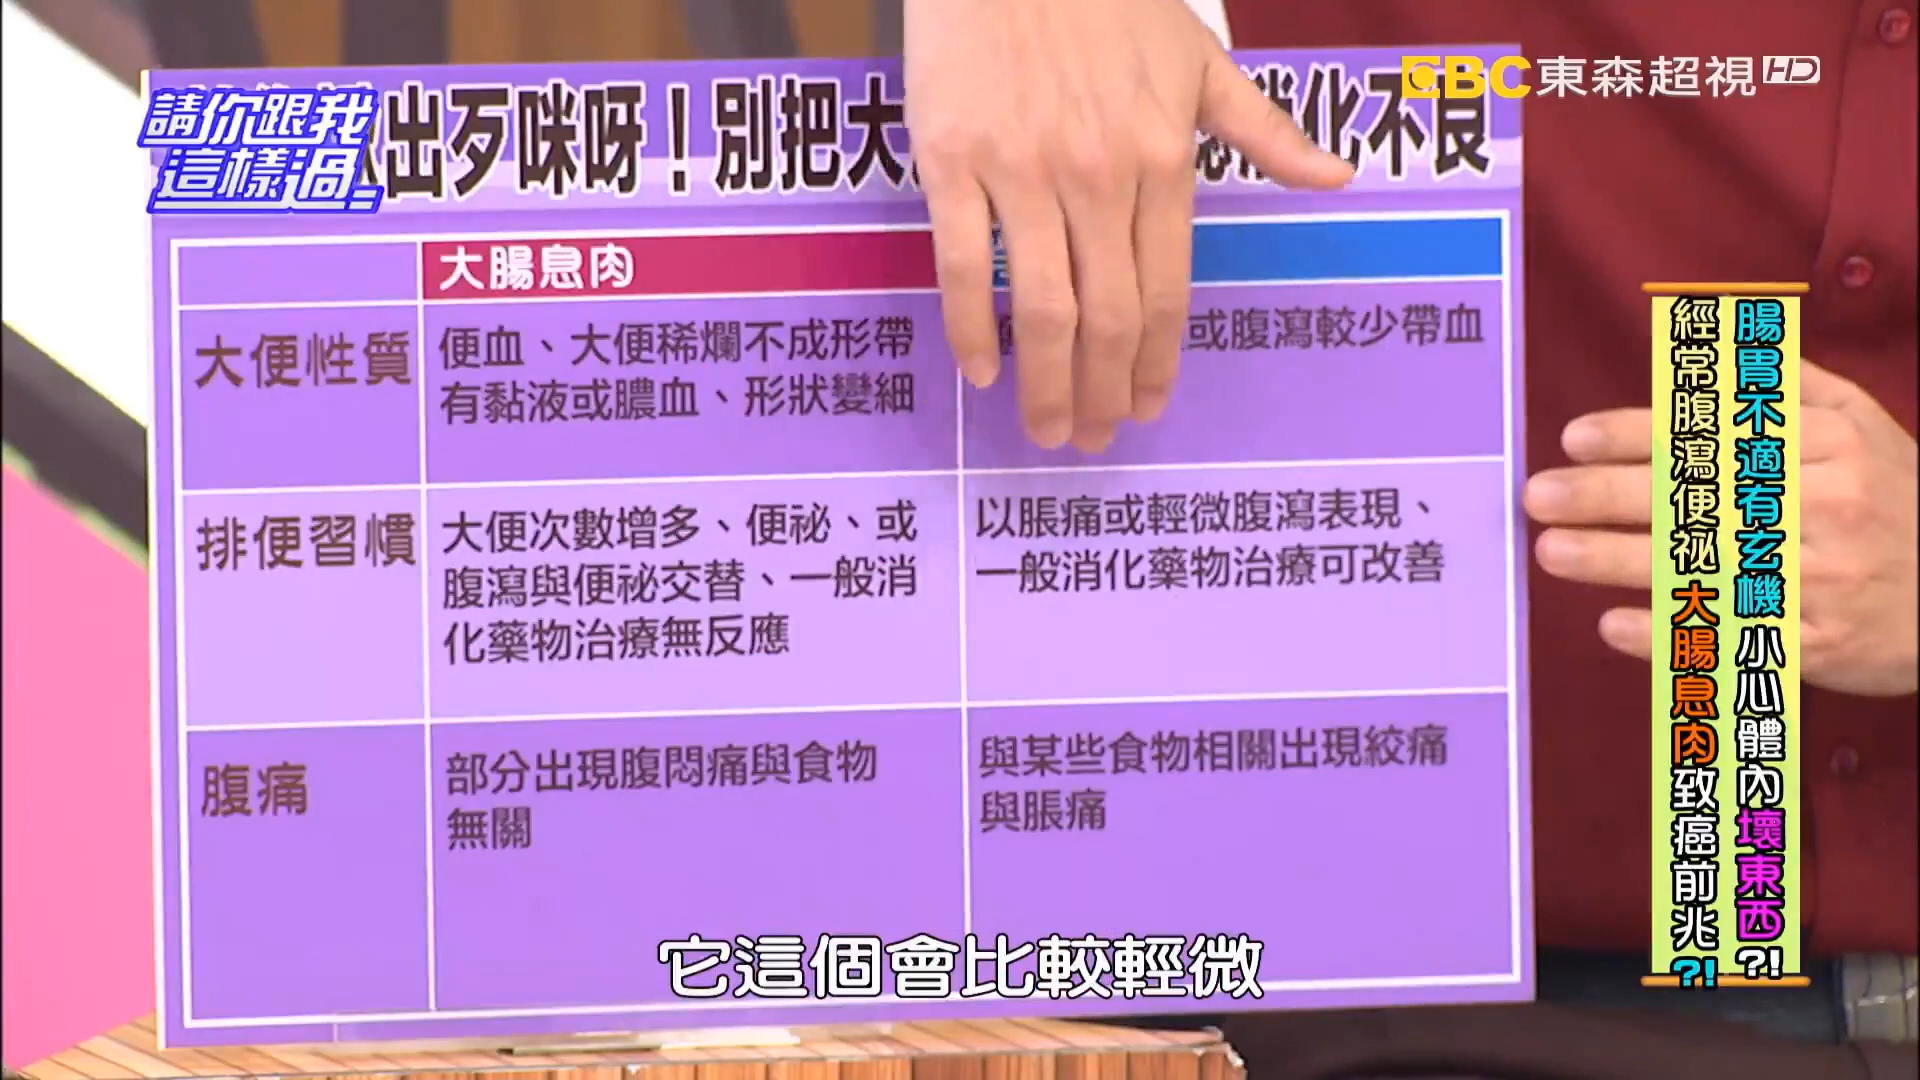 EBC東森超視HD
請你跟我
這樣過
出歹咪呀！別把大
消化不良
大腸息肉
大便性質
便血、大便稀爛不成形帶
有黏液或膿血、形狀變細
或腹瀉較少帶血
排便習慣
大便次數增多、便祕、或
腹瀉與便祕交替、一般消
化藥物治療無反應
以脹痛或輕微腹瀉表現、
一般消化藥物治療可改善
腹痛
部分出現腹悶痛與食物
無關
與某些食物相關出現絞痛
與脹痛
腸胃不適有玄機 小心體內壞東西?!
經常腹瀉便祕 大腸息肉致癌前兆?!
它這個會比較輕微